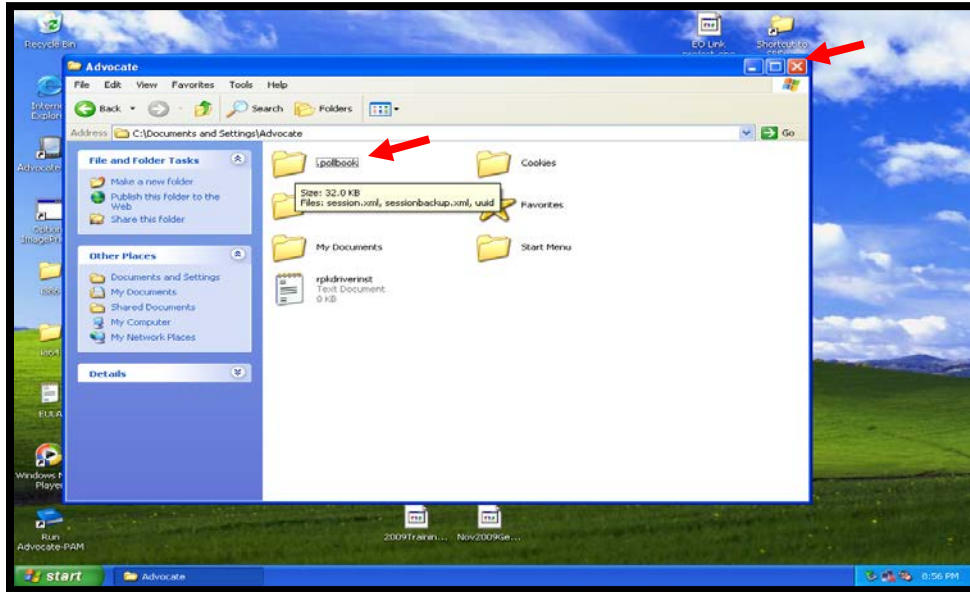 Recycle Bin
EO Link
Shortcut to
Advocate
File Edit View Favorites Tools Help
Back
Search
Folders
Address
C:\Documents and Settings\Advocate
Go
File and Folder Tasks
Make a new folder
Publish this folder to the
Web
Share this folder
Other Places
Documents and Settings
My Documents
Shared Documents
My Computer
My Network Places
Details
.pollbook
Cookies
Size: 32.0 KB
Files: session.xml, sessionbackup.xml, uuid
Favorites
My Documents
Start Menu
rpkdriverinst
Text Document
0 KB
Advocate
EULA
Windows
Player
Run
Advocate-PAM
2009Trainin...
Nov2009Ge...
start
Advocate
8:56 PM